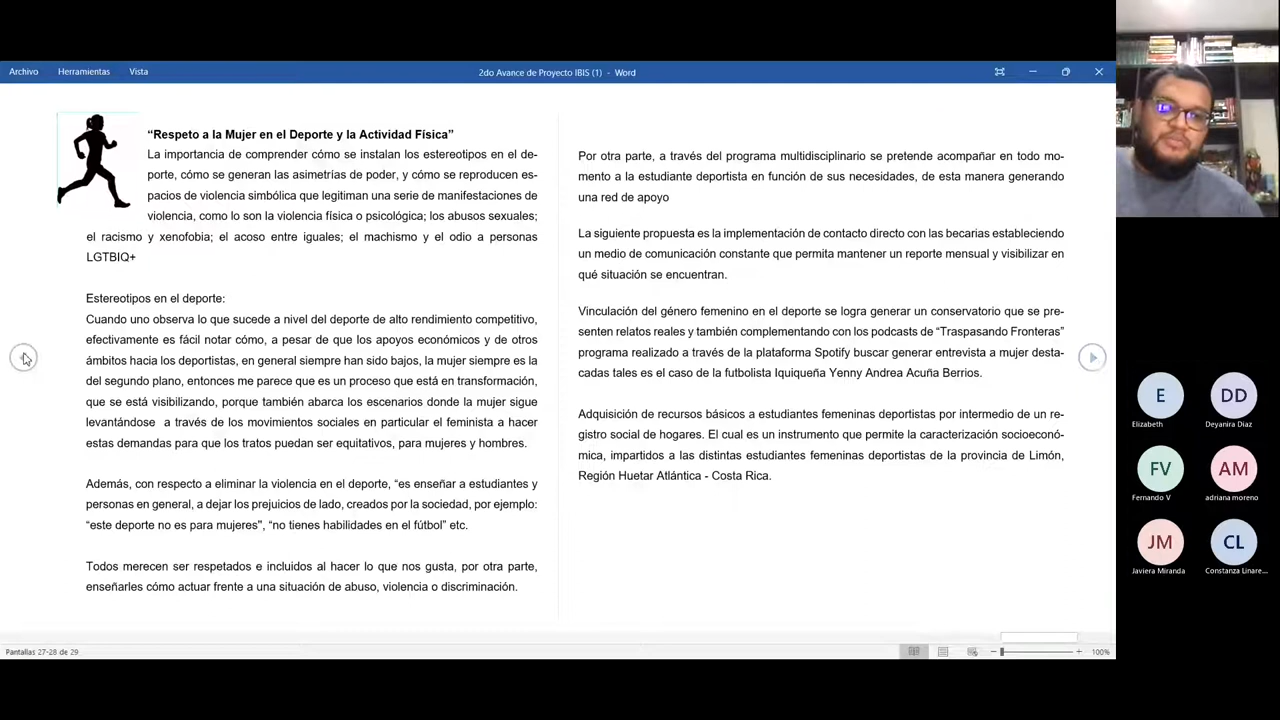 Archivo Herramientas Vista 2do Avance de Proyecto IBIS (1) - Word
“Respeto a la Mujer en el Deporte y la Actividad Física”
La importancia de comprender cómo se instalan los estereotipos en el de-
porte, cómo se generan las asimetrías de poder, y cómo se reproducen es-
pacios de violencia simbólica que legitiman una serie de manifestaciones de
violencia, como lo son la violencia física o psicológica; los abusos sexuales;
el racismo y xenofobia; el acoso entre iguales; el machismo y el odio a personas
LGTBIQ+
Estereotipos en el deporte:
Cuando uno observa lo que sucede a nivel del deporte de alto rendimiento competitivo,
efectivamente es fácil notar cómo, a pesar de que los apoyos económicos y de otros
ámbitos hacia los deportistas, en general siempre han sido bajos, la mujer siempre es la
del segundo plano, entonces me parece que es un proceso que está en transformación,
que se está visibilizando, porque también abarca los escenarios donde la mujer sigue
levantándose a través de los movimientos sociales en particular el feminista a hacer
estas demandas para que los tratos puedan ser equitativos, para mujeres y hombres.
Además, con respecto a eliminar la violencia en el deporte, “es enseñar a estudiantes y
personas en general, a dejar los prejuicios de lado, creados por la sociedad, por ejemplo:
“este deporte no es para mujeres", “no tienes habilidades en el fútbol” etc.
Todos merecen ser respetados e incluidos al hacer lo que nos gusta, por otra parte,
enseñarles cómo actuar frente a una situación de abuso, violencia o discriminación.
Por otra parte, a través del programa multidisciplinario se pretende acompañar en todo mo-
mento a la estudiante deportista en función de sus necesidades, de esta manera generando
una red de apoyo
La siguiente propuesta es la implementación de contacto directo con las becarias estableciendo
un medio de comunicación constante que permita mantener un reporte mensual y visibilizar en
qué situación se encuentran.
Vinculación del género femenino en el deporte se logra generar un conservatorio que se pre-
senten relatos reales y también complementando con los podcasts de “Traspasando Fronteras”
programa realizado a través de la plataforma Spotify buscar generar entrevista a mujer desta-
cadas tales es el caso de la futbolista Iquiqueña Yenny Andrea Acuña Berrios.
Adquisición de recursos básicos a estudiantes femeninas deportistas por intermedio de un re-
gistro social de hogares. El cual es un instrumento que permite la caracterización socioeconó-
mica, impartidos a las distintas estudiantes femeninas deportistas de la provincia de Limón,
Región Huetar Atlántica - Costa Rica.
Pantallas 27-28 de 29
100%
E DD
Elizabeth Deyanira Diaz
FV AM
Fernando V adriana moreno
JM CL
Javiera Miranda Constanza Linare...